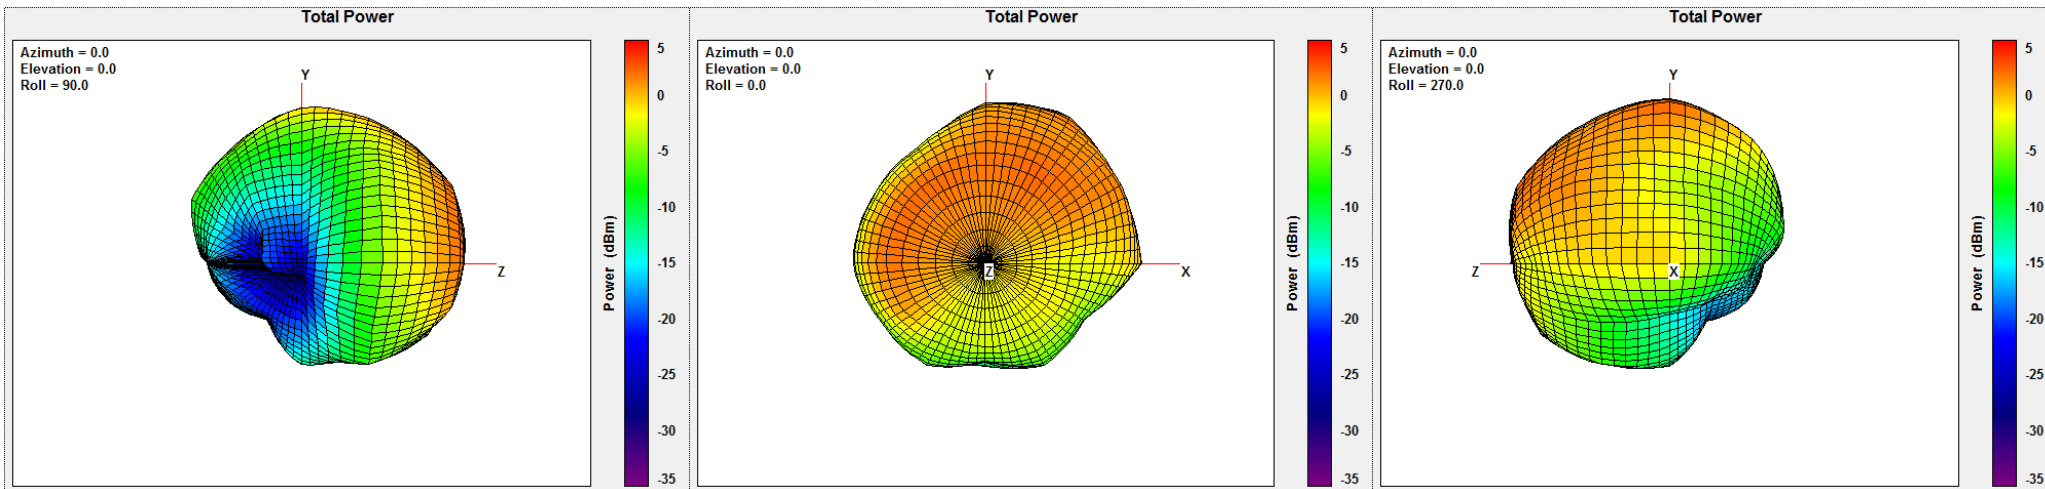 Total Power
Azimuth = 0.0
Elevation = 0.0
Roll = 90.0
Y
Z
5
0
-5
-10
-15
-20
-25
-30
-35
Power (dBm)
Total Power
Azimuth = 0.0
Elevation = 0.0
Roll = 0.0
Y
Z
X
5
0
-5
-10
-15
-20
-25
-30
-35
Power (dBm)
Total Power
Azimuth = 0.0
Elevation = 0.0
Roll = 270.0
Y
Z
X
5
0
-5
-10
-15
-20
-25
-30
-35
Power (dBm)